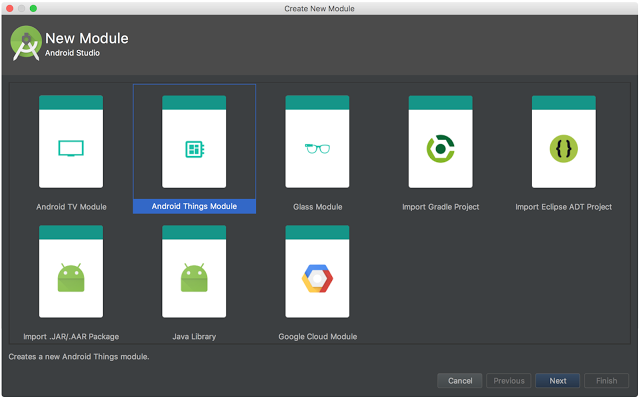 Create New Module
New Module
Android Studio
Android TV Module
Android Things Module
Glass Module
Import Gradle Project
Import Eclipse ADT Project
Import .JAR/.AAR Package
Java Library
Google Cloud Module
Creates a new Android Things module.
Cancel
Previous
Next
Finish